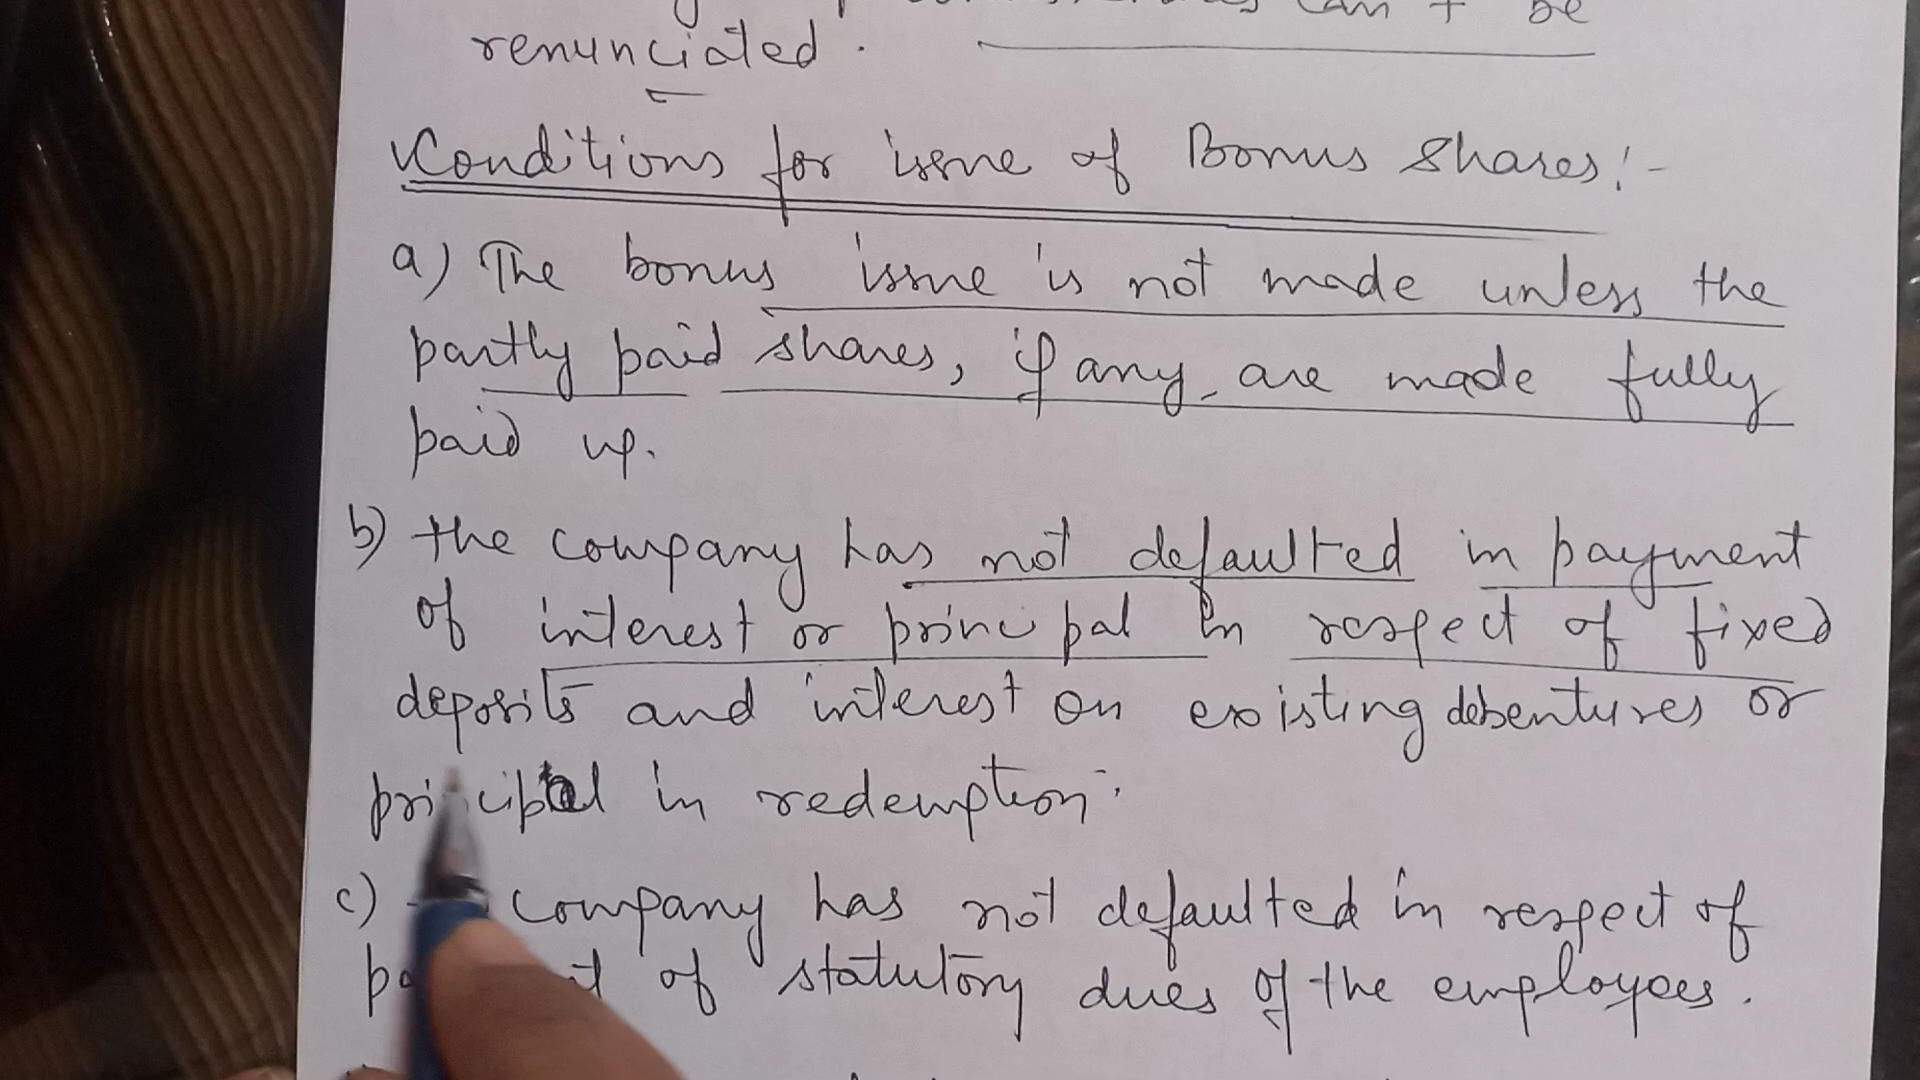 can't be
renunciated.
Conditions for issue of Bonus shares:-
a) The bonus issue is not made unless the
partly paid shares, if any, are made fully
paid up.
b) the company has not defaulted in payment
of interest or principal in respect of fixed
deposits and interest on existing debentures or
principal in redemption.
c) company has not defaulted in respect of
of statutory dues of the employees.